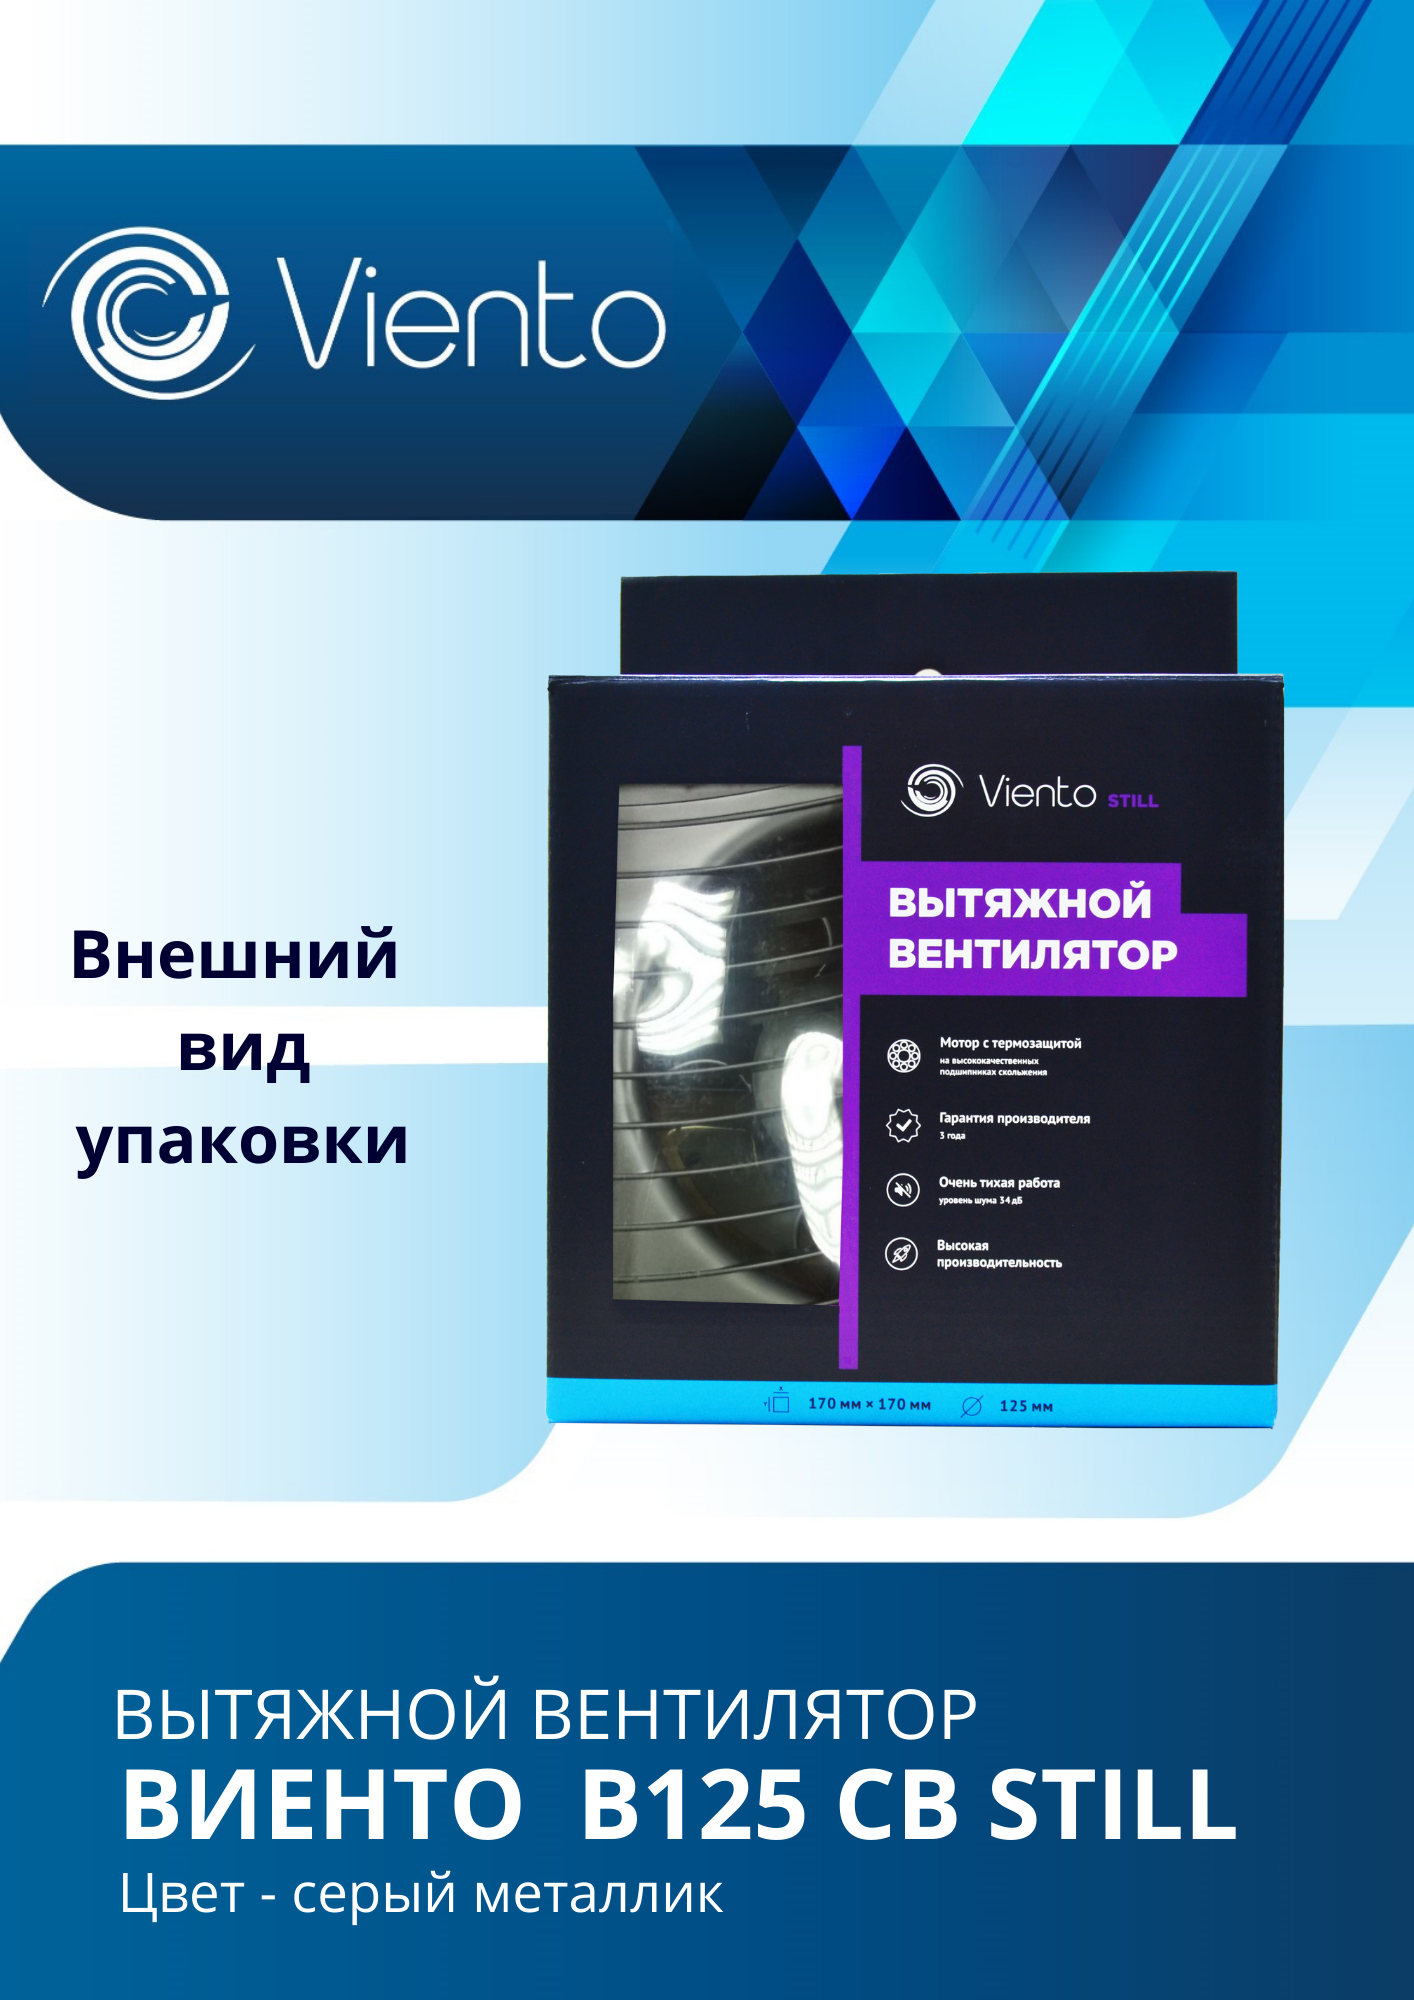 Viento
Внешний
вид
упаковки
Viento STILL
ВЫТЯЖНОЙ
ВЕНТИЛЯТОР
Мотор с термозащитой
на высококачественных
подшипниках скольжения
Гарантия производителя
3 года
Очень тихая работа
уровень шума 34 дБ
Высокая
производительность
170 мм × 170 мм 125 мм
ВЫТЯЖНОЙ ВЕНТИЛЯТОР
ВИЕНТО В125 СВ STILL
Цвет - серый металлик